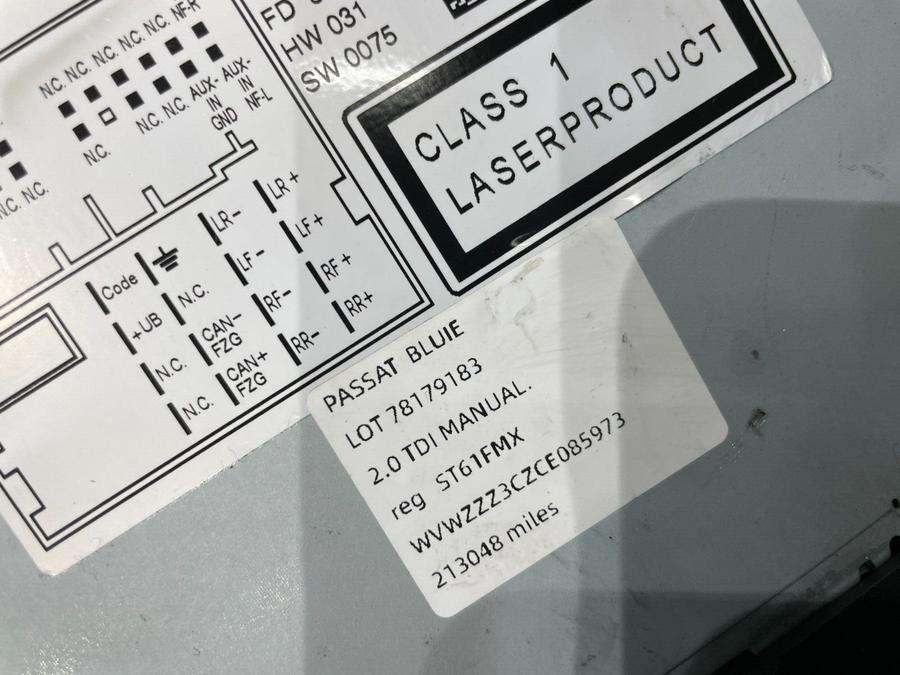 N.C. N.C. N.C. N.C. N.C. NF-R
N.C. N.C. AUX- AUX-
IN IN
GND NF-L
N.C.
N.C. N.C.
FD
HW 031
SW 0075
CLASS 1
LASERPRODUCT
Code LR- LR+
+UB N.C. LF- LF+
N.C. CAN- FZG RF- RF+
N.C. CAN+ FZG RR- RR+
PASSAT BLUIE
LOT 78179183
2.0 TDI MANUAL.
reg ST61FMX
WVWZZZ3CZCE085973
213048 miles